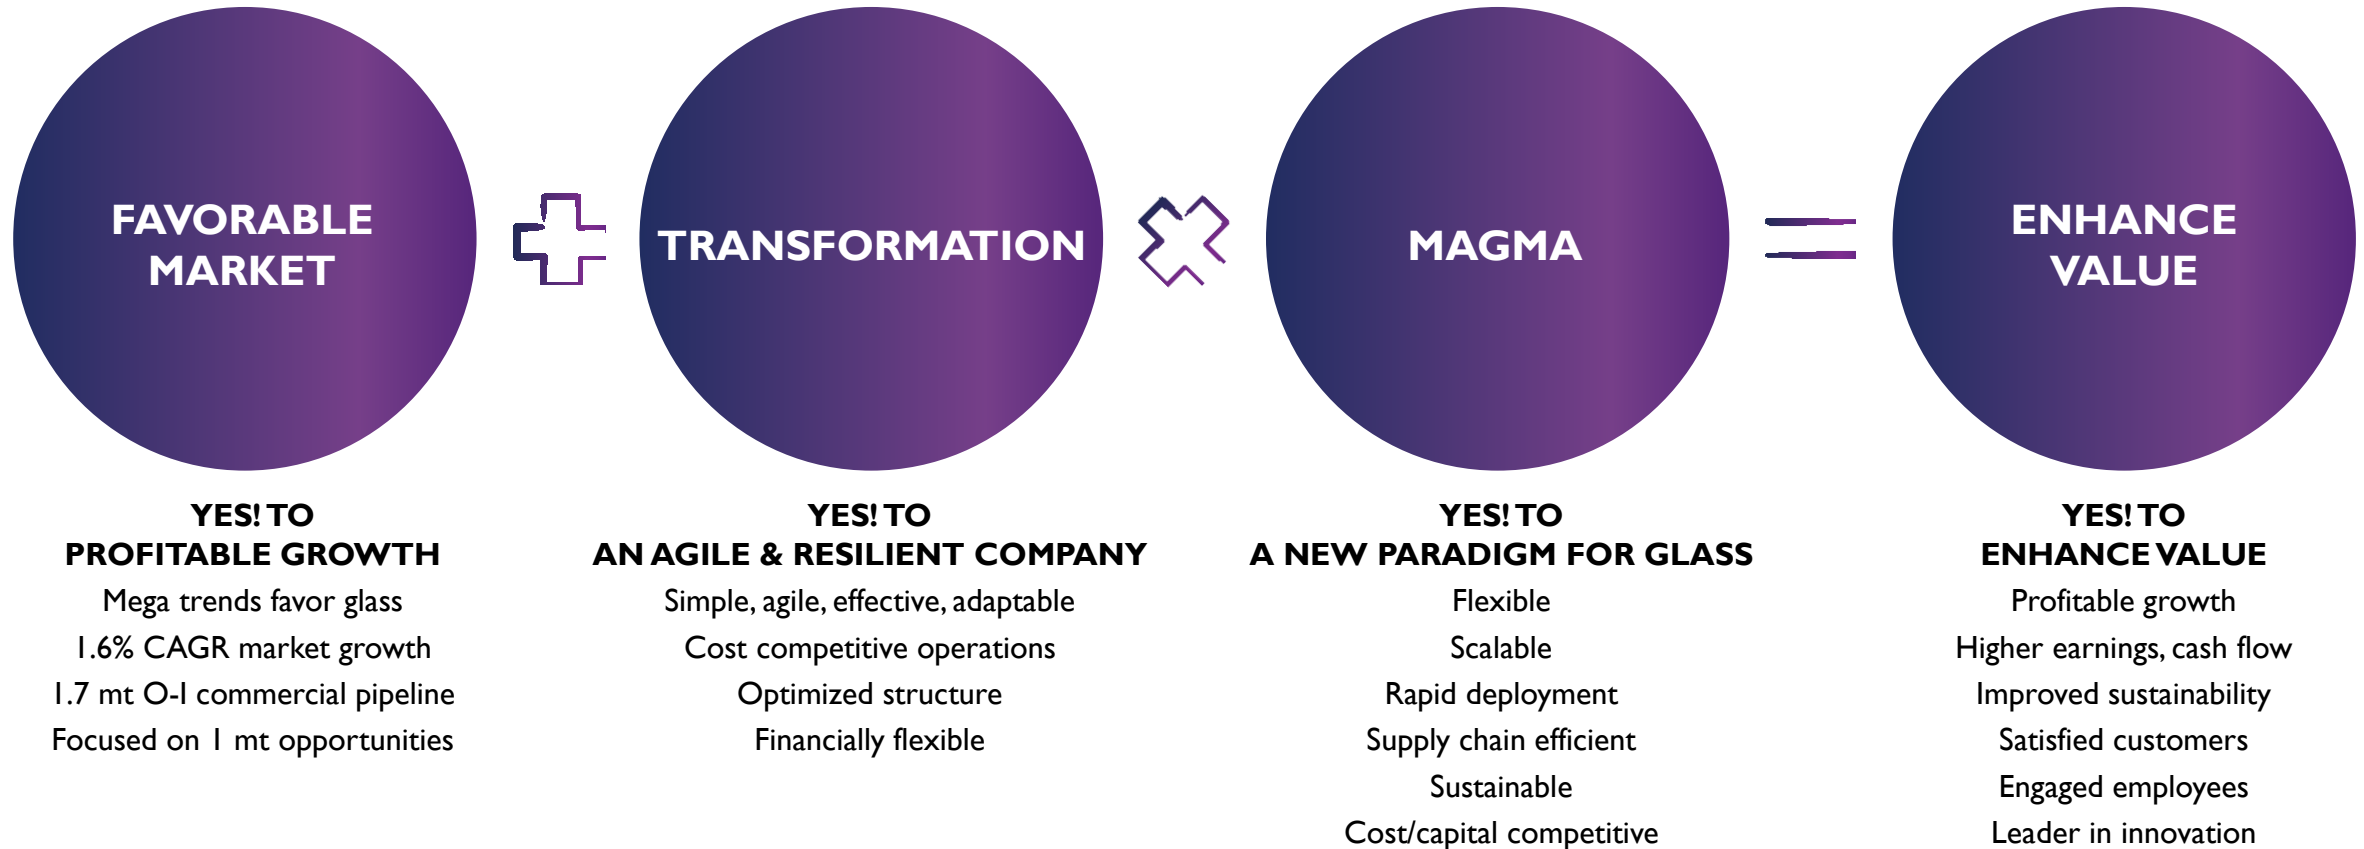 FAVORABLE
MARKET
TRANSFORMATION
MAGMA
ENHANCE
VALUE
YES! TO
PROFITABLE GROWTH
Mega trends favor glass
1.6% CAGR market growth
1.7 mt O-I commercial pipeline
Focused on 1 mt opportunities
YES! TO
AN AGILE & RESILIENT COMPANY
Simple, agile, effective, adaptable
Cost competitive operations
Optimized structure
Financially flexible
YES! TO
A NEW PARADIGM FOR GLASS
Flexible
Scalable
Rapid deployment
Supply chain efficient
Sustainable
Cost/capital competitive
YES! TO
ENHANCE VALUE
Profitable growth
Higher earnings, cash flow
Improved sustainability
Satisfied customers
Engaged employees
Leader in innovation